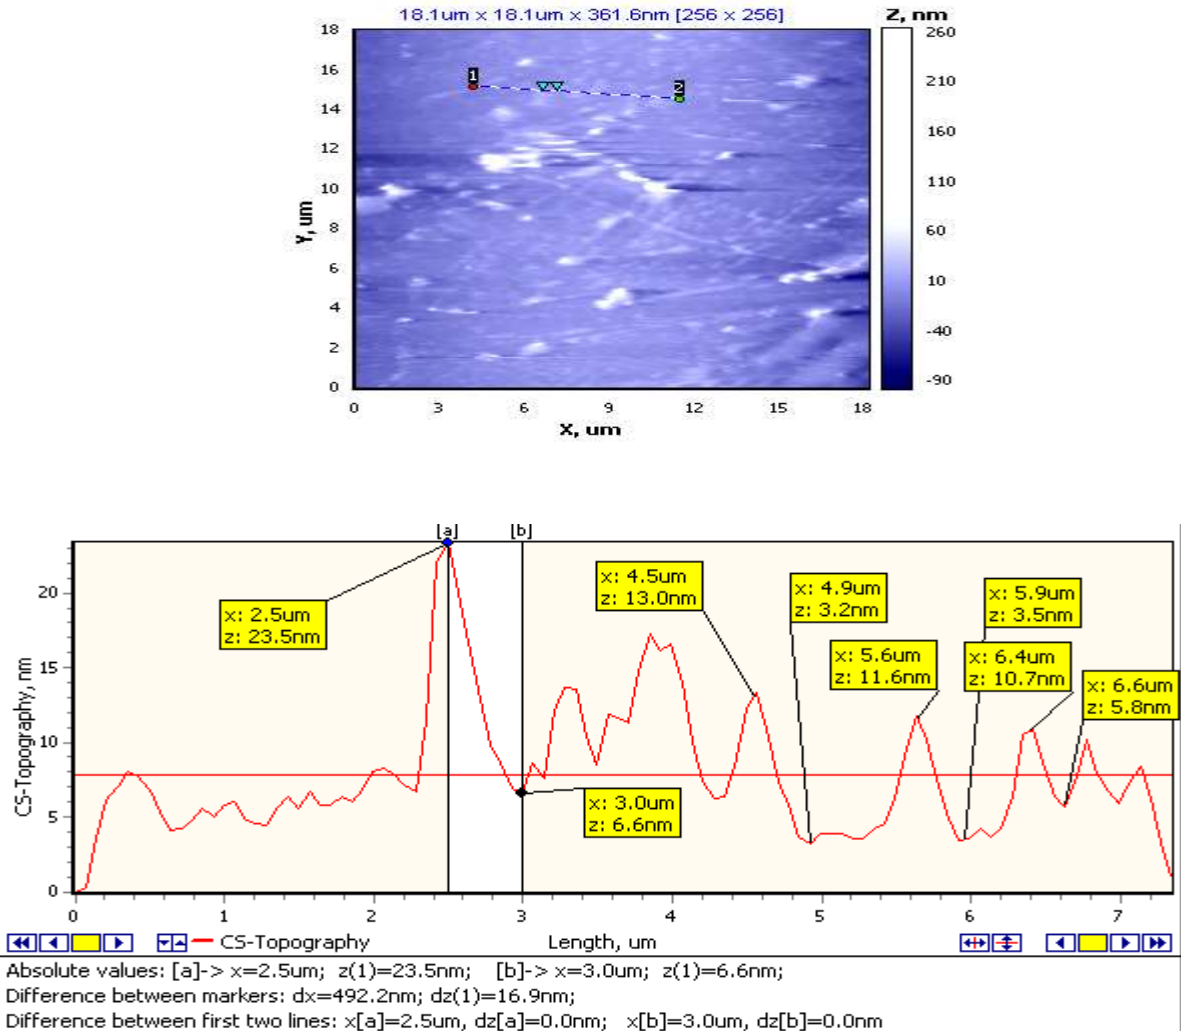 18.1um x 18.1um x 361.6nm [256 x 256]
Z, nm
18
16
14
12
10
8
6
4
2
0
Y, um
1
2
260
210
160
110
60
10
-40
-90
0 3 6 9 12 15 18
X, um
[a] [b]
CS-Topography, nm
20
15
10
5
0
x: 2.5um
z: 23.5nm
x: 4.5um
z: 13.0nm
x: 4.9um
z: 3.2nm
x: 5.9um
z: 3.5nm
x: 5.6um
z: 11.6nm
x: 6.4um
z: 10.7nm
x: 6.6um
z: 5.8nm
x: 3.0um
z: 6.6nm
0 1 2 3 4 5 6 7
CS-Topography
Length, um
Absolute values: [a]-> x=2.5um; z(1)=23.5nm; [b]-> x=3.0um; z(1)=6.6nm;
Difference between markers: dx=492.2nm; dz(1)=16.9nm;
Difference between first two lines: x[a]=2.5um, dz[a]=0.0nm; x[b]=3.0um, dz[b]=0.0nm